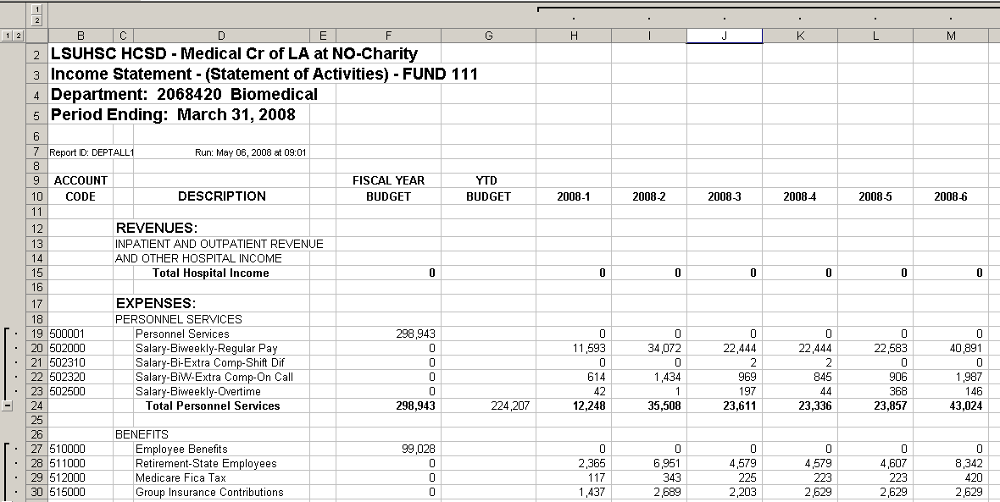 1
2
1 2 B C D E F G H I J K L M
2 LSUHSC HCSD - Medical Cr of LA at NO-Charity
3 Income Statement - (Statement of Activities) - FUND 111
4 Department: 2068420 Biomedical
5 Period Ending: March 31, 2008
6
7 Report ID: DEPTALL1 Run: May 06, 2008 at 09:01
8
9 ACCOUNT FISCAL YEAR YTD
10 CODE DESCRIPTION BUDGET BUDGET 2008-1 2008-2 2008-3 2008-4 2008-5 2008-6
11
12 REVENUES:
13 INPATIENT AND OUTPATIENT REVENUE
14 AND OTHER HOSPITAL INCOME
15 Total Hospital Income 0 0 0 0 0 0 0
16
17 EXPENSES:
18 PERSONNEL SERVICES
19 500001 Personnel Services 298,943 0 0 0 0 0 0
20 502000 Salary-Biweekly-Regular Pay 0 11,593 34,072 22,444 22,444 22,583 40,891
21 502310 Salary-Bi-Extra Comp-Shift Dif 0 0 0 2 2 0 0
22 502320 Salary-BiW-Extra Comp-On Call 0 614 1,434 969 845 906 1,987
23 502500 Salary-Biweekly-Overtime 0 42 1 197 44 368 146
24 Total Personnel Services 298,943 224,207 12,248 35,508 23,611 23,336 23,857 43,024
25
26 BENEFITS
27 510000 Employee Benefits 99,028 0 0 0 0 0 0
28 511000 Retirement-State Employees 0 2,365 6,951 4,579 4,579 4,607 8,342
29 512000 Medicare Fica Tax 0 117 343 225 223 223 420
30 515000 Group Insurance Contributions 0 1,437 2,689 2,203 2,629 2,629 2,629